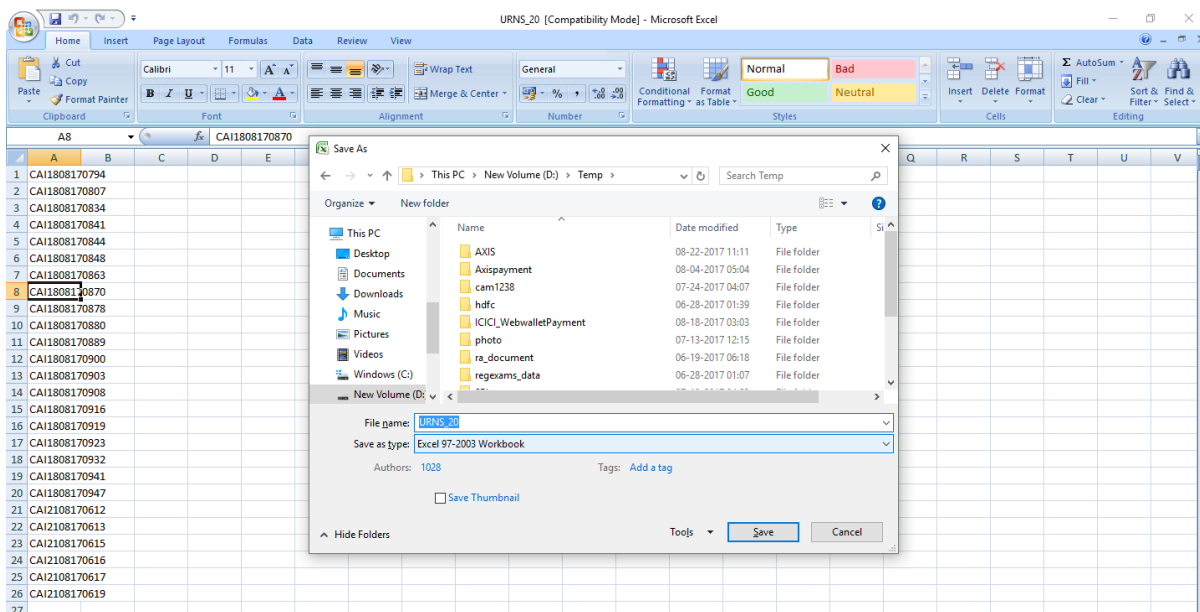 URNS_20 [Compatibility Mode] - Microsoft Excel
Home Insert Page Layout Formulas Data Review View
Paste
Cut
Copy
Format Painter
Clipboard
Calibri 11
B I U
Font
Wrap Text
Merge & Center
Alignment
General
Number
Conditional Formatting
Format as Table
Normal Bad
Good Neutral
Styles
Insert Delete Format
Cells
AutoSum
Fill
Clear
Sort & Filter
Find & Select
Editing
A8 fx CAI1808170870
A B C D E Q R S T U V
1 CAI1808170794
2 CAI1808170807
3 CAI1808170834
4 CAI1808170841
5 CAI1808170844
6 CAI1808170848
7 CAI1808170863
8 CAI1808170870
9 CAI1808170878
10 CAI1808170880
11 CAI1808170889
12 CAI1808170900
13 CAI1808170903
14 CAI1808170908
15 CAI1808170916
16 CAI1808170919
17 CAI1808170923
18 CAI1808170932
19 CAI1808170941
20 CAI1808170947
21 CAI2108170612
22 CAI2108170613
23 CAI2108170615
24 CAI2108170616
25 CAI2108170617
26 CAI2108170619
27
Save As
This PC > New Volume (D:) > Temp >
Search Temp
Organize New folder
This PC
Desktop
Documents
Downloads
Music
Pictures
Videos
Windows (C:)
New Volume (D:
Name Date modified Type Si
AXIS 08-22-2017 11:11 File folder
Axispayment 08-04-2017 05:04 File folder
cam1238 07-24-2017 04:07 File folder
hdfc 06-28-2017 01:39 File folder
ICICI_WebwalletPayment 08-18-2017 03:03 File folder
photo 07-13-2017 12:15 File folder
ra_document 06-19-2017 06:18 File folder
regexams_data 06-28-2017 01:07 File folder
File name: URNS_20
Save as type: Excel 97-2003 Workbook
Authors: 1028 Tags: Add a tag
Save Thumbnail
Hide Folders Tools Save Cancel